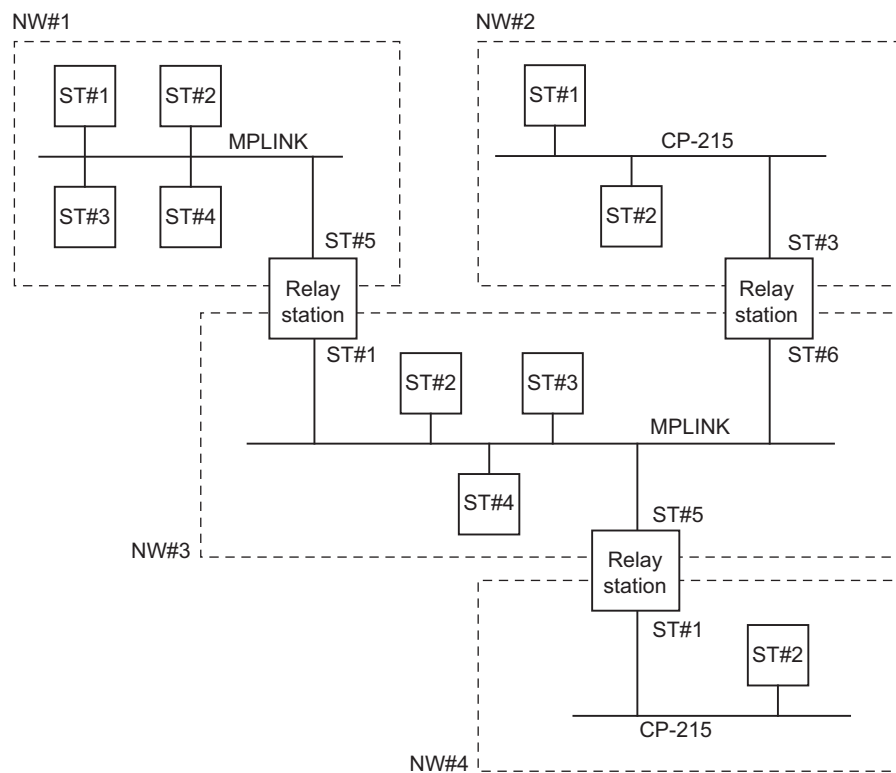 NW#1
NW#2
ST#1
ST#2
ST#1
MPLINK
CP-215
ST#3
ST#4
ST#2
ST#5
ST#3
Relay
station
Relay
station
ST#1
ST#6
ST#2
ST#3
MPLINK
ST#4
ST#5
NW#3
Relay
station
ST#1
ST#2
CP-215
NW#4